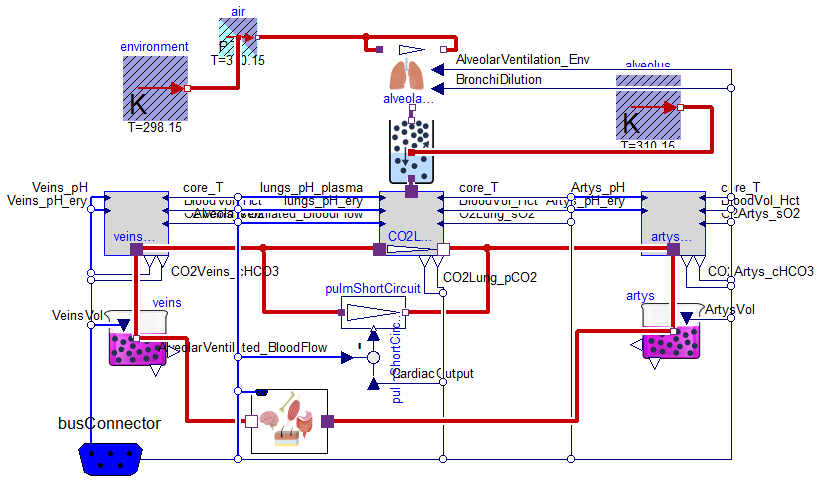 air
T=310.15
environment
K
T=298.15
AlveolarVentilation_Env
BronchiDilution
alveola...
alveolus
K
T=310.15
Veins_pH
Veins_pH_ery
core_T
BloodVol_Hct
AlveolarVentilated_BloodFlow
lungs_pH_plasma
lungs_pH_ery
core_T
BloodVol_Hct
CO2Lung_sO2
Artys_pH
Artys_pH_ery
core_T
BloodVol_Hct
O2Artys_sO2
veins...
CO2L...
artys...
CO2Veins_cHCO3
CO2Lung_pCO2
CO2Artys_cHCO3
pulmShortCircuit
veins
VeinsVol
artys
ArtysVol
AlveolarVentilated_BloodFlow
pulmShortCirc...
CardiacOutput
busConnector